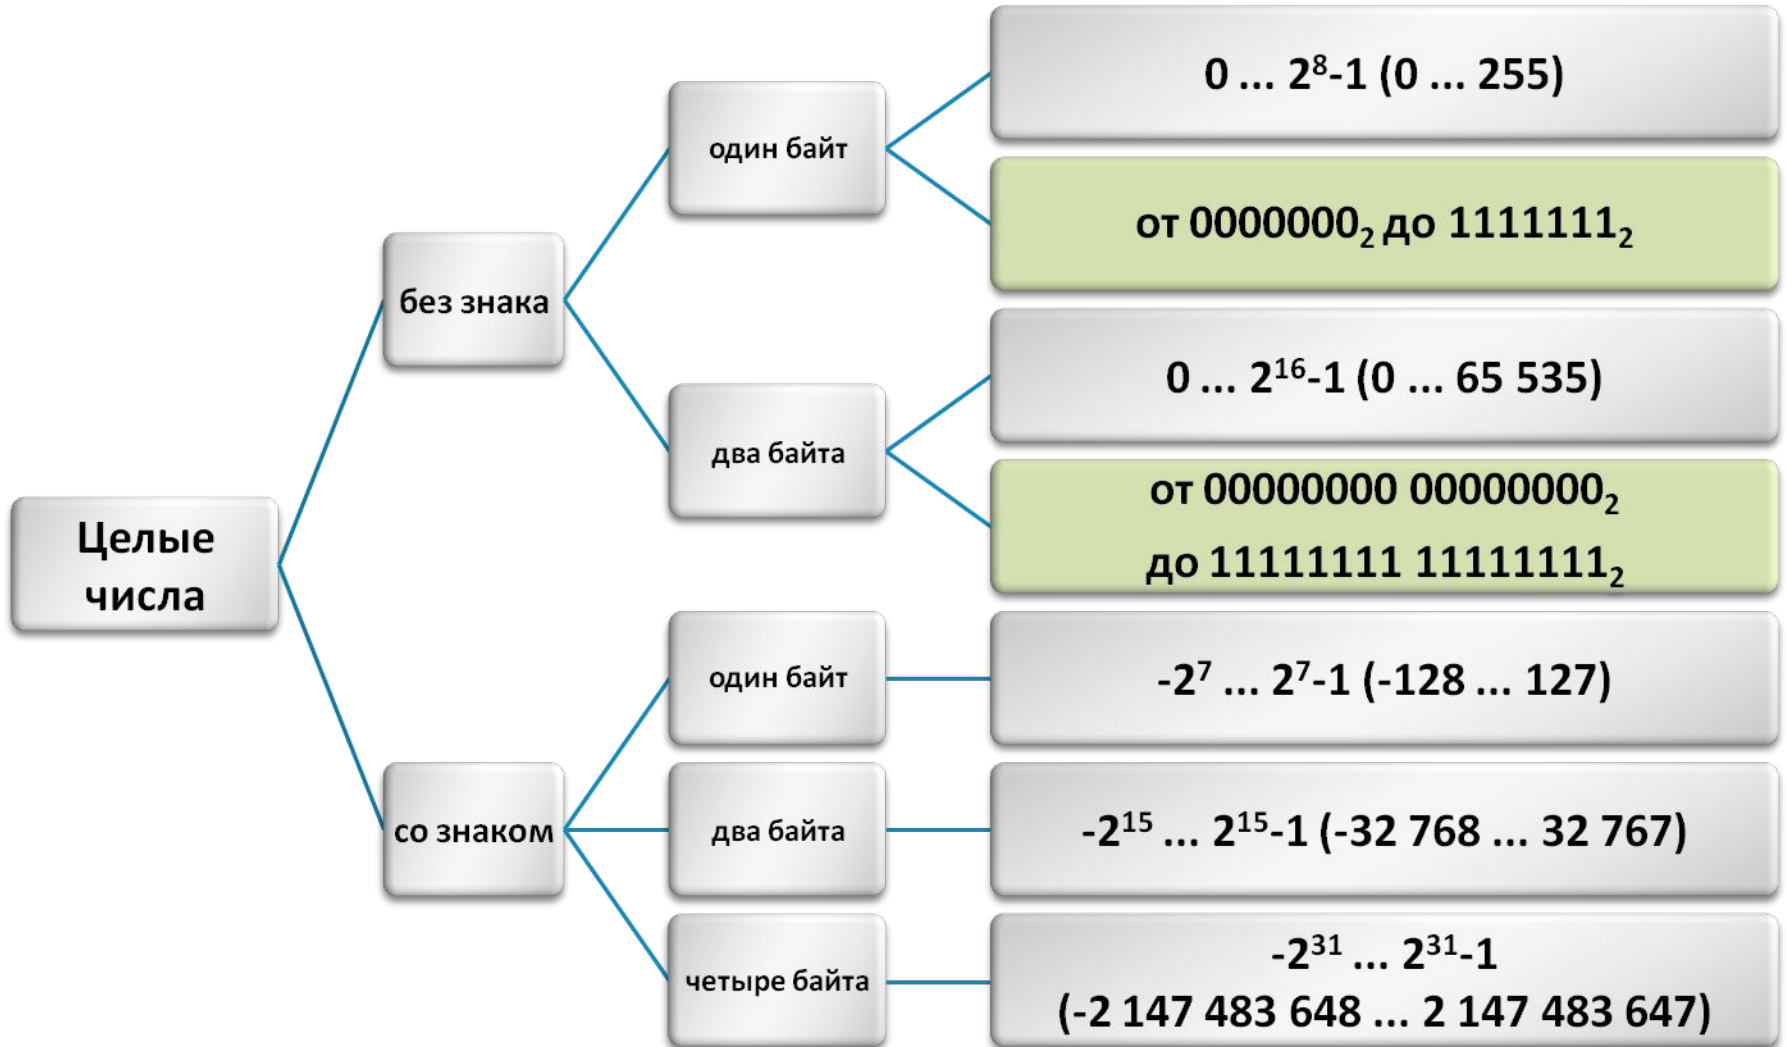 Целые
числа
без знака
один байт
0 ... 2⁸-1 (0 ... 255)
от 0000000₂ до 1111111₂
два байта
0 ... 2¹⁶-1 (0 ... 65 535)
от 00000000 00000000₂
до 11111111 11111111₂
со знаком
один байт
-2⁷ ... 2⁷-1 (-128 ... 127)
два байта
-2¹⁵ ... 2¹⁵-1 (-32 768 ... 32 767)
четыре байта
-2³¹ ... 2³¹-1
(-2 147 483 648 ... 2 147 483 647)